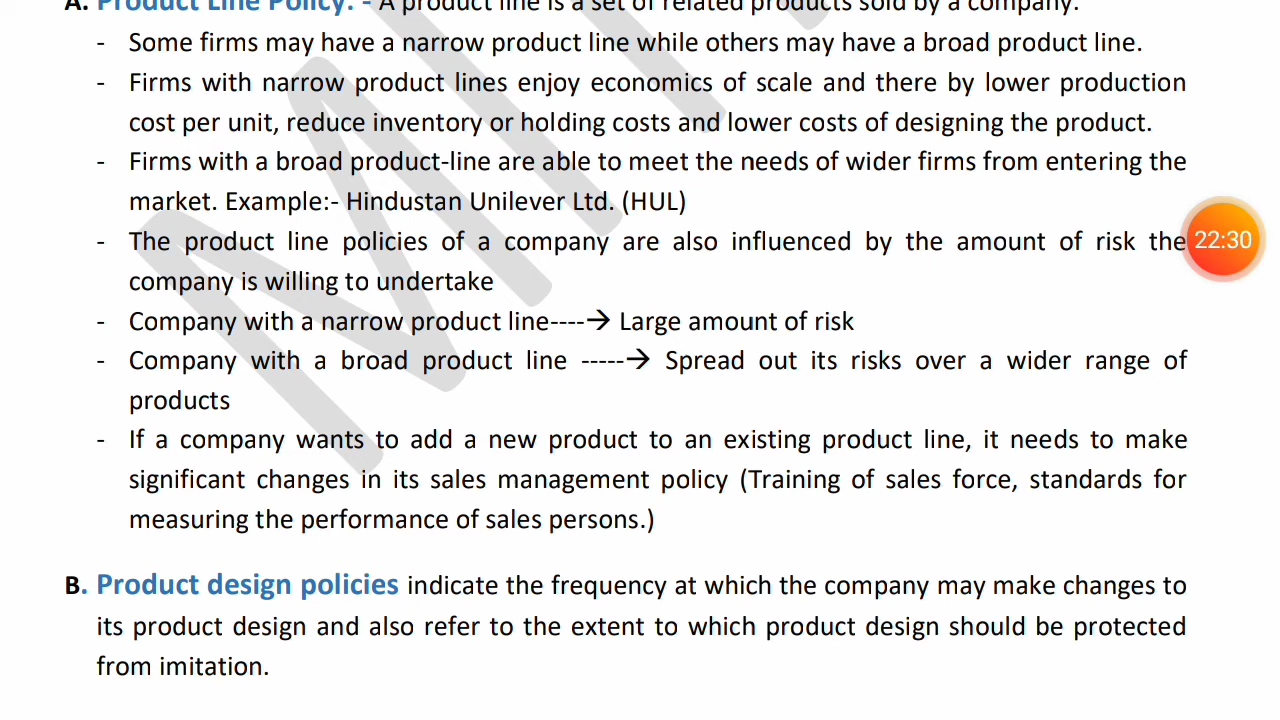 A. Product Line Policy: - A product line is a set of related products sold by a company.
- Some firms may have a narrow product line while others may have a broad product line.
- Firms with narrow product lines enjoy economics of scale and there by lower production
cost per unit, reduce inventory or holding costs and lower costs of designing the product.
- Firms with a broad product-line are able to meet the needs of wider firms from entering the
market. Example:- Hindustan Unilever Ltd. (HUL)
- The product line policies of a company are also influenced by the amount of risk the
22:30
company is willing to undertake
- Company with a narrow product line----→ Large amount of risk
- Company with a broad product line -----→ Spread out its risks over a wider range of
products
- If a company wants to add a new product to an existing product line, it needs to make
significant changes in its sales management policy (Training of sales force, standards for
measuring the performance of sales persons.)
B. Product design policies indicate the frequency at which the company may make changes to
its product design and also refer to the extent to which product design should be protected
from imitation.